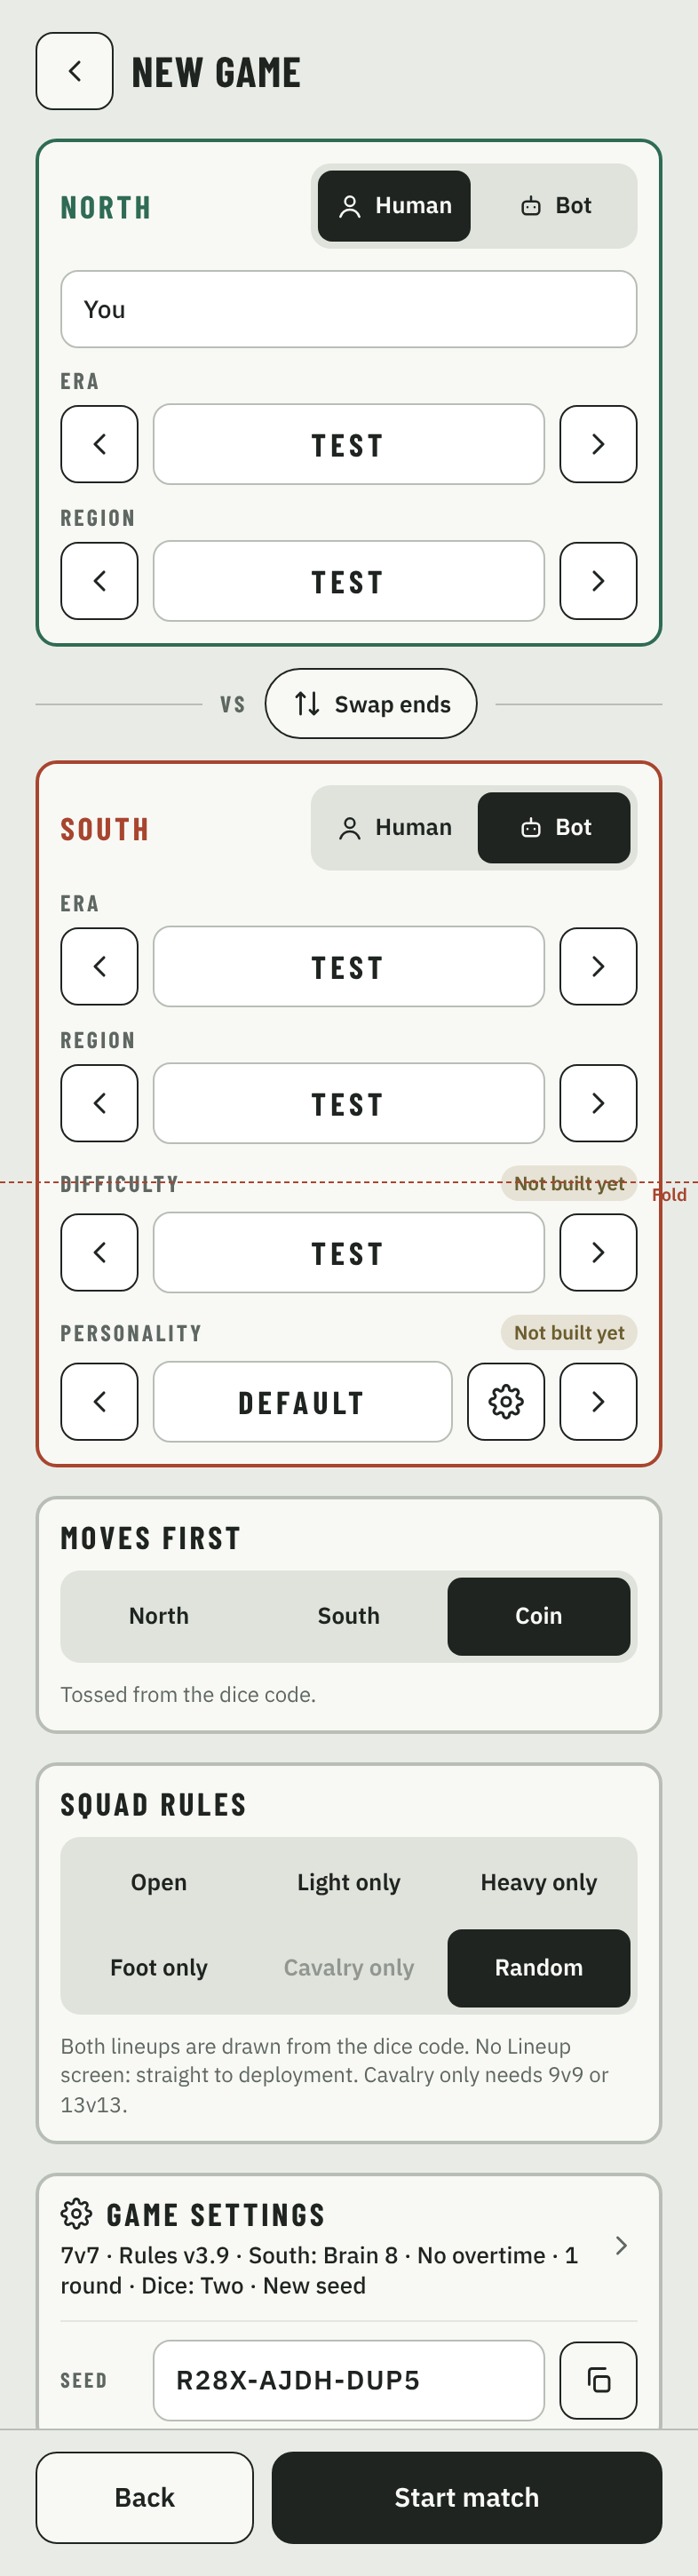 NEW GAME
NORTH
Human
Bot
You
ERA
TEST
REGION
TEST
VS
Swap ends
SOUTH
Human
Bot
ERA
TEST
REGION
TEST
DIFFICULTY
Not built yet
Fold
TEST
PERSONALITY
Not built yet
DEFAULT
MOVES FIRST
North
South
Coin
Tossed from the dice code.
SQUAD RULES
Open
Light only
Heavy only
Foot only
Cavalry only
Random
Both lineups are drawn from the dice code. No Lineup
screen: straight to deployment. Cavalry only needs 9v9 or
13v13.
GAME SETTINGS
7v7 · Rules v3.9 · South: Brain 8 · No overtime · 1
round · Dice: Two · New seed
SEED
R28X-AJDH-DUP5
Back
Start match